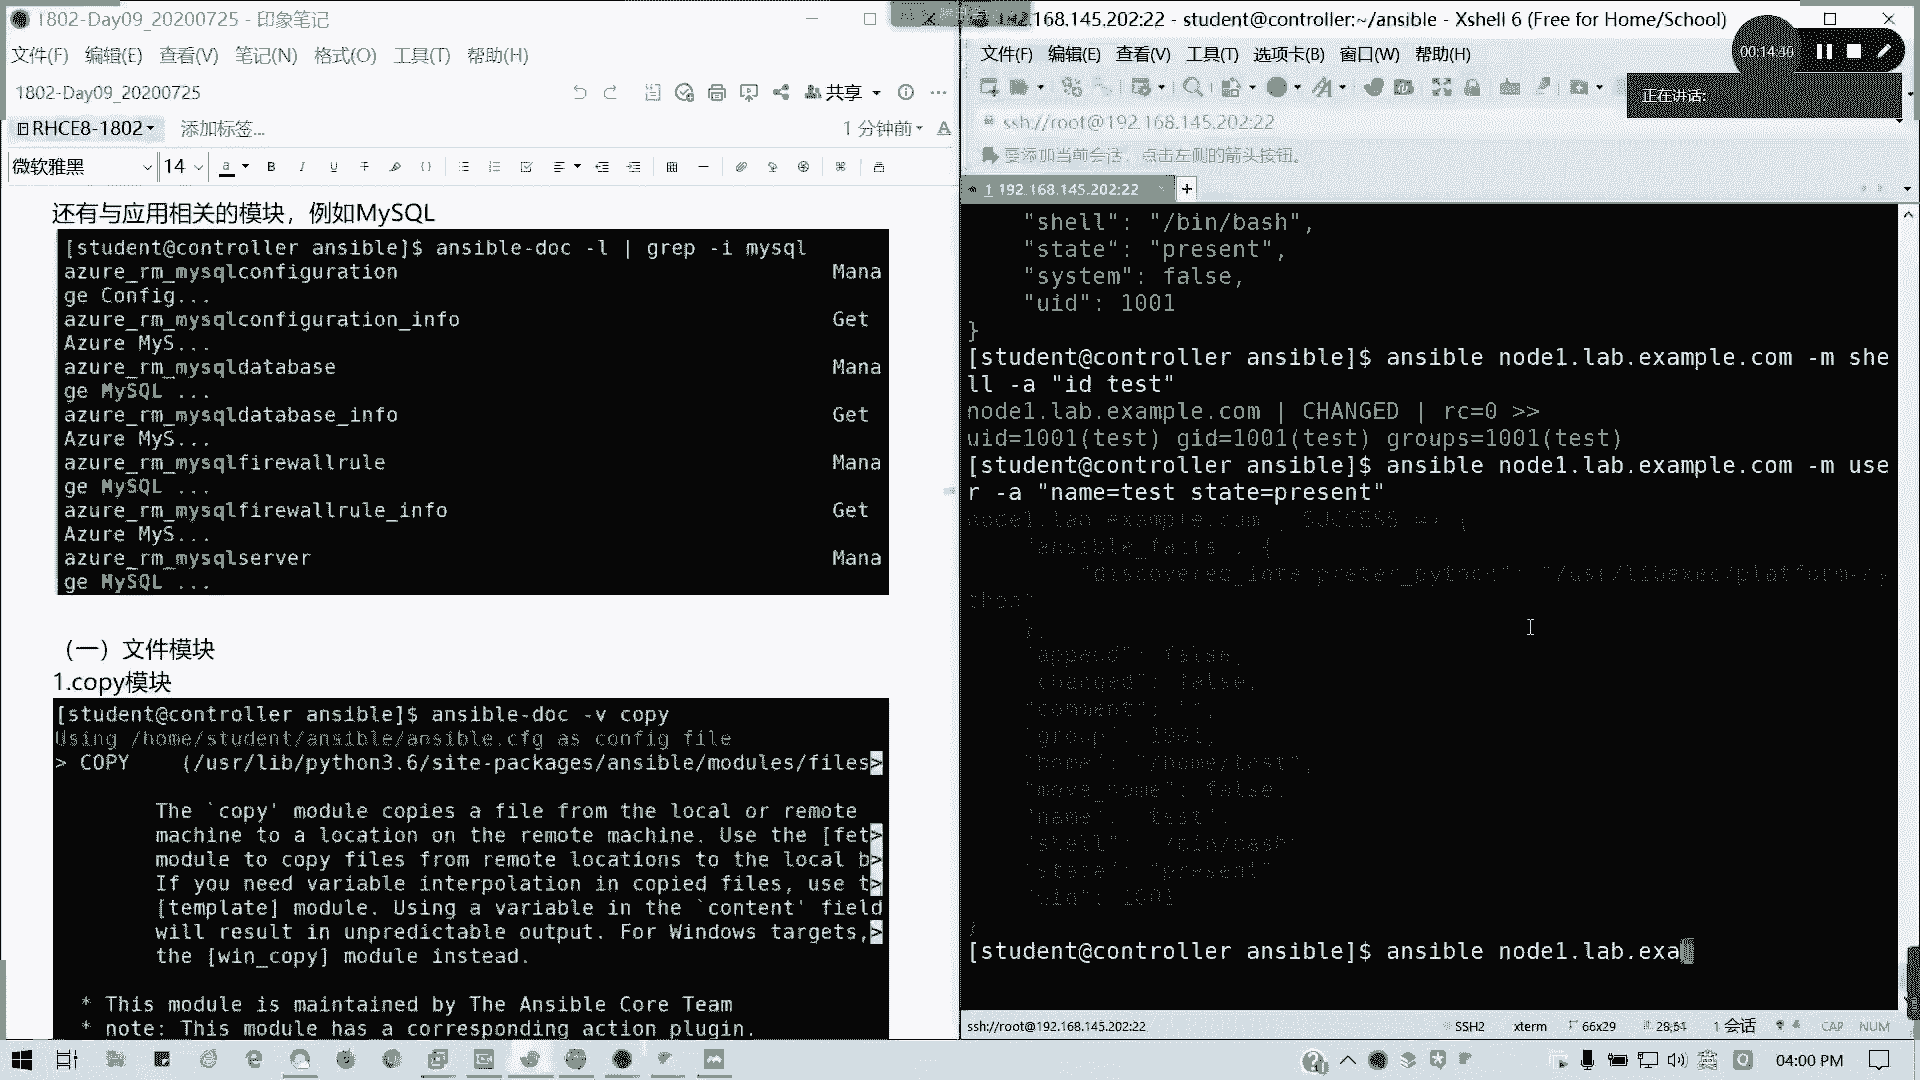 1802-Day09_20200725 - 印象笔记
文件(F) 编辑(E) 查看(V) 笔记(N) 格式(O) 工具(T) 帮助(H)
1802-Day09_20200725
共享
RHCE8-1802
添加标签...
1 分钟前
微软雅黑 14
还有与应用相关的模块，例如MySQL
[student@controller ansible]$ ansible-doc -l | grep -i mysql
azure_rm_mysqlconfiguration Mana
ge Config...
azure_rm_mysqlconfiguration_info Get
Azure MyS...
azure_rm_mysqldatabase Mana
ge MySQL ...
azure_rm_mysqldatabase_info Get
Azure MyS...
azure_rm_mysqlfirewallrule Mana
ge MySQL ...
azure_rm_mysqlfirewallrule_info Get
Azure MyS...
azure_rm_mysqlserver Mana
ge MySQL ...
（一）文件模块
1.copy模块
[student@controller ansible]$ ansible-doc -v copy
Using /home/student/ansible/ansible.cfg as config file
> COPY (/usr/lib/python3.6/site-packages/ansible/modules/files>
The `copy' module copies a file from the local or remote
machine to a location on the remote machine. Use the [fet>
module to copy files from remote locations to the local b>
If you need variable interpolation in copied files, use t>
[template] module. Using a variable in the `content' field
will result in unpredictable output. For Windows targets,>
the [win_copy] module instead.
* This module is maintained by The Ansible Core Team
* note: This module has a corresponding action plugin.
192.168.145.202:22 - student@controller:~/ansible - Xshell 6 (Free for Home/School)
文件(F) 编辑(E) 查看(V) 工具(T) 选项卡(B) 窗口(W) 帮助(H)
00:14:46
正在讲话:
ssh://root@192.168.145.202:22
要添加当前会话，点击左侧的箭头按钮。
1 192.168.145.202:22
"shell": "/bin/bash",
"state": "present",
"system": false,
"uid": 1001
}
[student@controller ansible]$ ansible node1.lab.example.com -m she
ll -a "id test"
node1.lab.example.com | CHANGED | rc=0 >>
uid=1001(test) gid=1001(test) groups=1001(test)
[student@controller ansible]$ ansible node1.lab.example.com -m use
r -a "name=test state=present"
node1.lab.example.com | SUCCESS => {
"ansible_facts": {
"discovered_interpreter_python": "/usr/libexec/platform-py
thon"
},
"append": false,
"changed": false,
"comment": "",
"group": 1001,
"home": "/home/test",
"move_home": false,
"name": "test",
"shell": "/bin/bash",
"state": "present",
"uid": 1001
}
[student@controller ansible]$ ansible node1.lab.exa
ssh://root@192.168.145.202:22 SSH2 xterm 66x29 28,51 1 会话 CAP NUM
04:00 PM